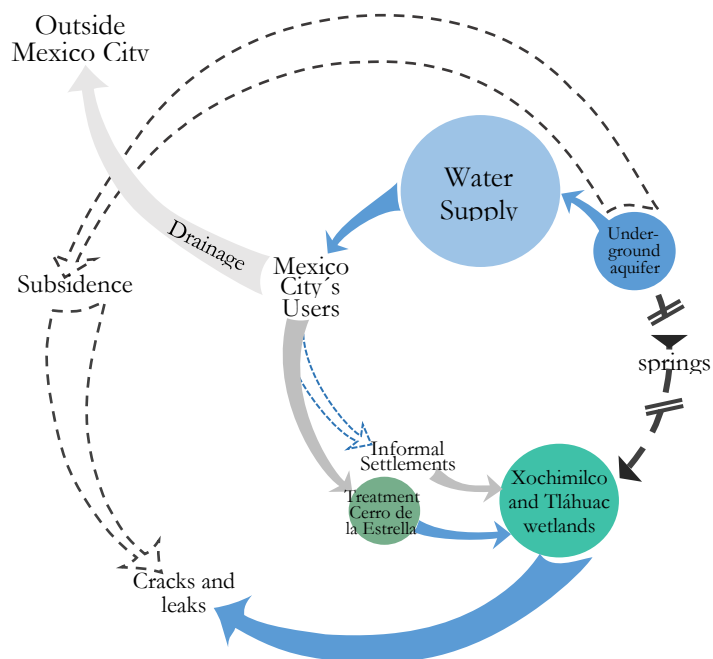 Outside
Mexico City
Water
Supply
Under-
ground
aquifer
Drainage
Mexico
City´s
Users
Subsidence
springs
Informal
Settlements
Xochimilco
and Tláhuac
wetlands
Treatment
Cerro de
la Estrella
Cracks and
leaks